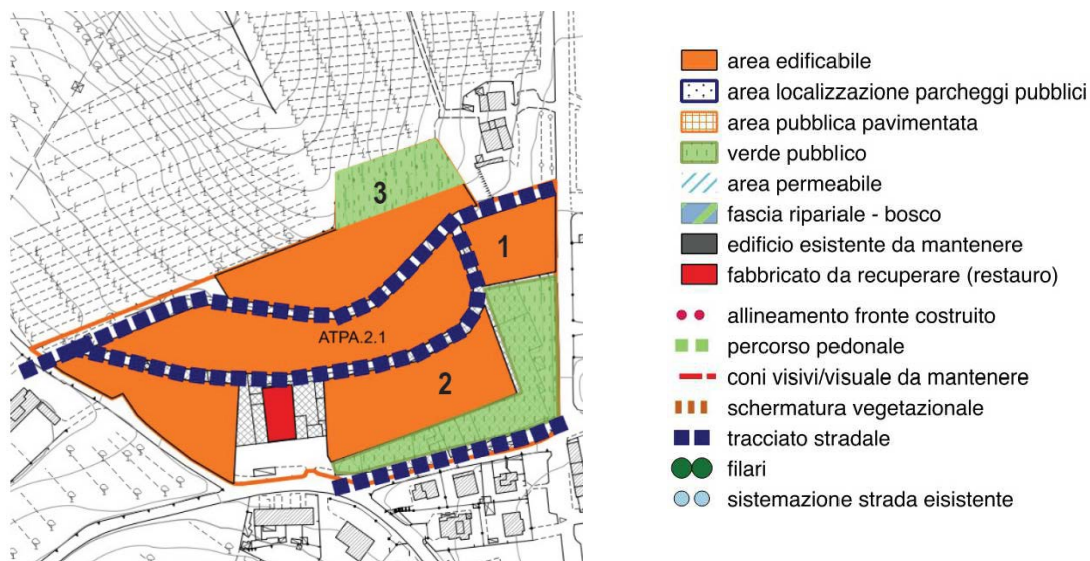 3
1
ATPA.2.1
2
area edificabile
area localizzazione parcheggi pubblici
area pubblica pavimentata
verde pubblico
area permeabile
fascia ripariale - bosco
edificio esistente da mantenere
fabbricato da recuperare (restauro)
allineamento fronte costruito
percorso pedonale
coni visivi/visuale da mantenere
schermatura vegetazionale
tracciato stradale
filari
sistemazione strada eisistente